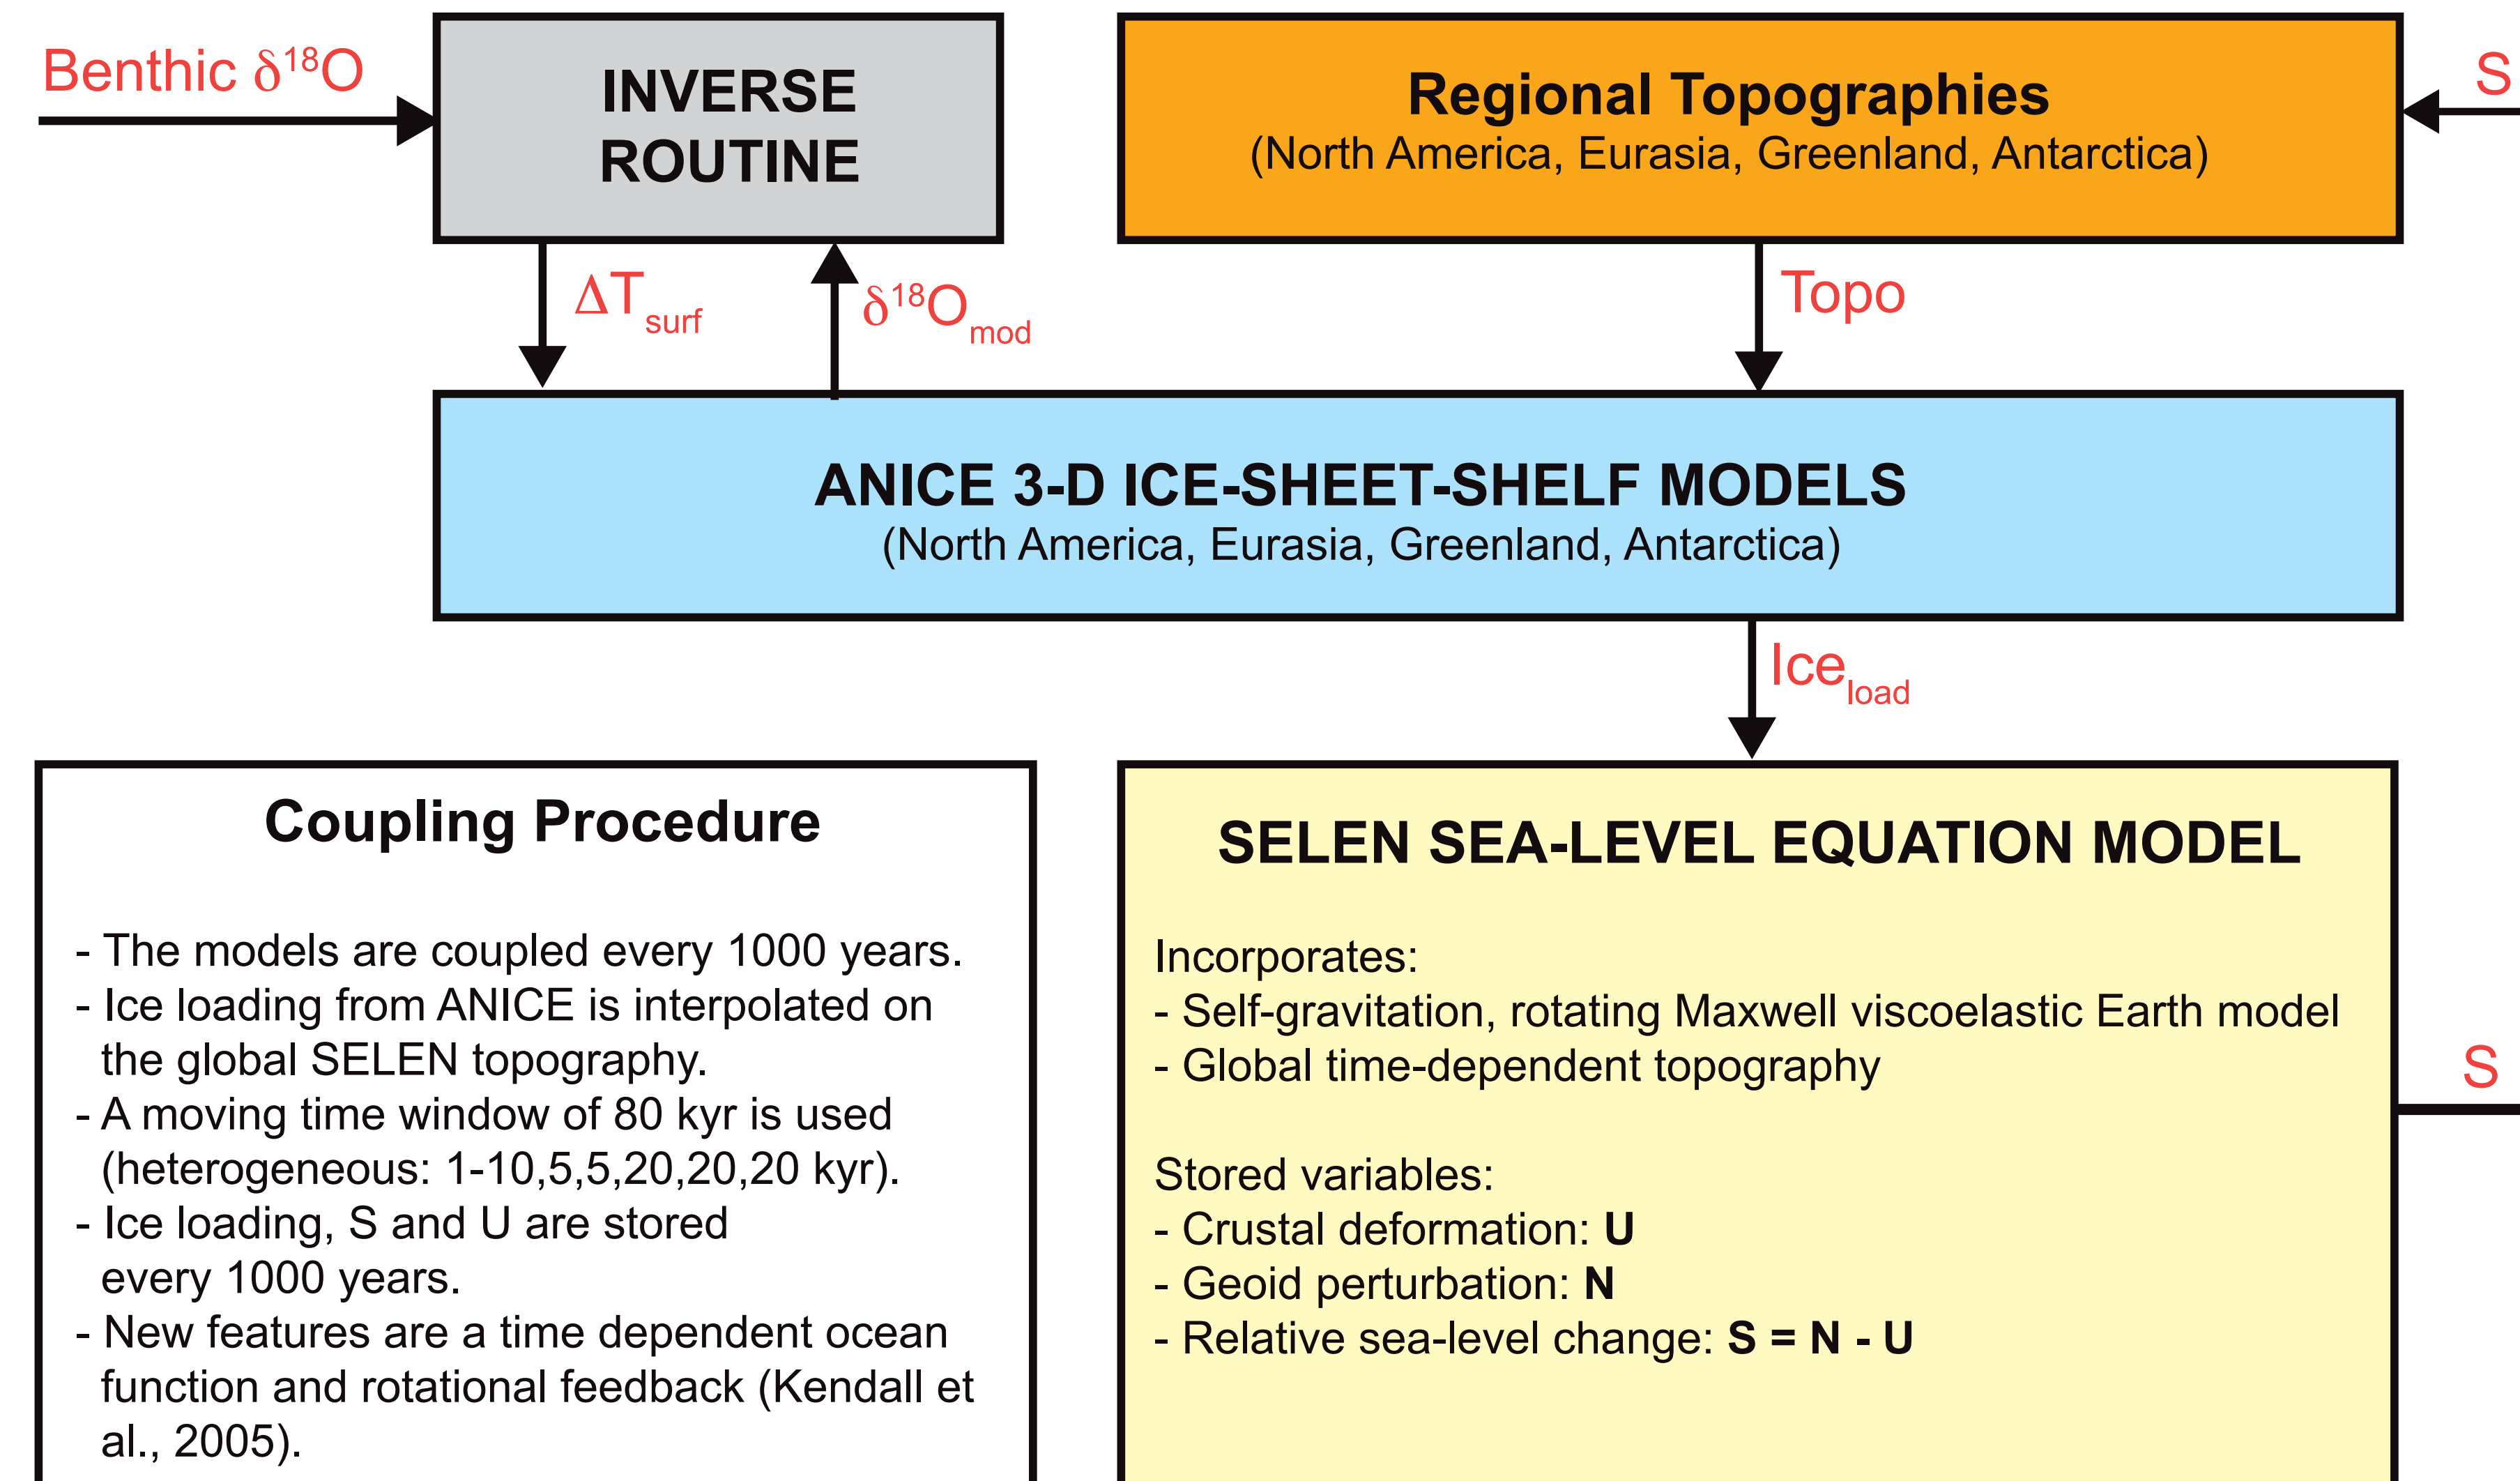 Benthic δ¹⁸O
INVERSE
ROUTINE
Regional Topographies
(North America, Eurasia, Greenland, Antarctica)
S
ΔT_surf
δ¹⁸O_mod
Topo
ANICE 3-D ICE-SHEET-SHELF MODELS
(North America, Eurasia, Greenland, Antarctica)
Ice_load
Coupling Procedure
- The models are coupled every 1000 years.
- Ice loading from ANICE is interpolated on
the global SELEN topography.
- A moving time window of 80 kyr is used
(heterogeneous: 1-10,5,5,20,20,20 kyr).
- Ice loading, S and U are stored
every 1000 years.
- New features are a time dependent ocean
function and rotational feedback (Kendall et
al., 2005).
SELEN SEA-LEVEL EQUATION MODEL
Incorporates:
- Self-gravitation, rotating Maxwell viscoelastic Earth model
- Global time-dependent topography
Stored variables:
- Crustal deformation: U
- Geoid perturbation: N
- Relative sea-level change: S = N - U
S